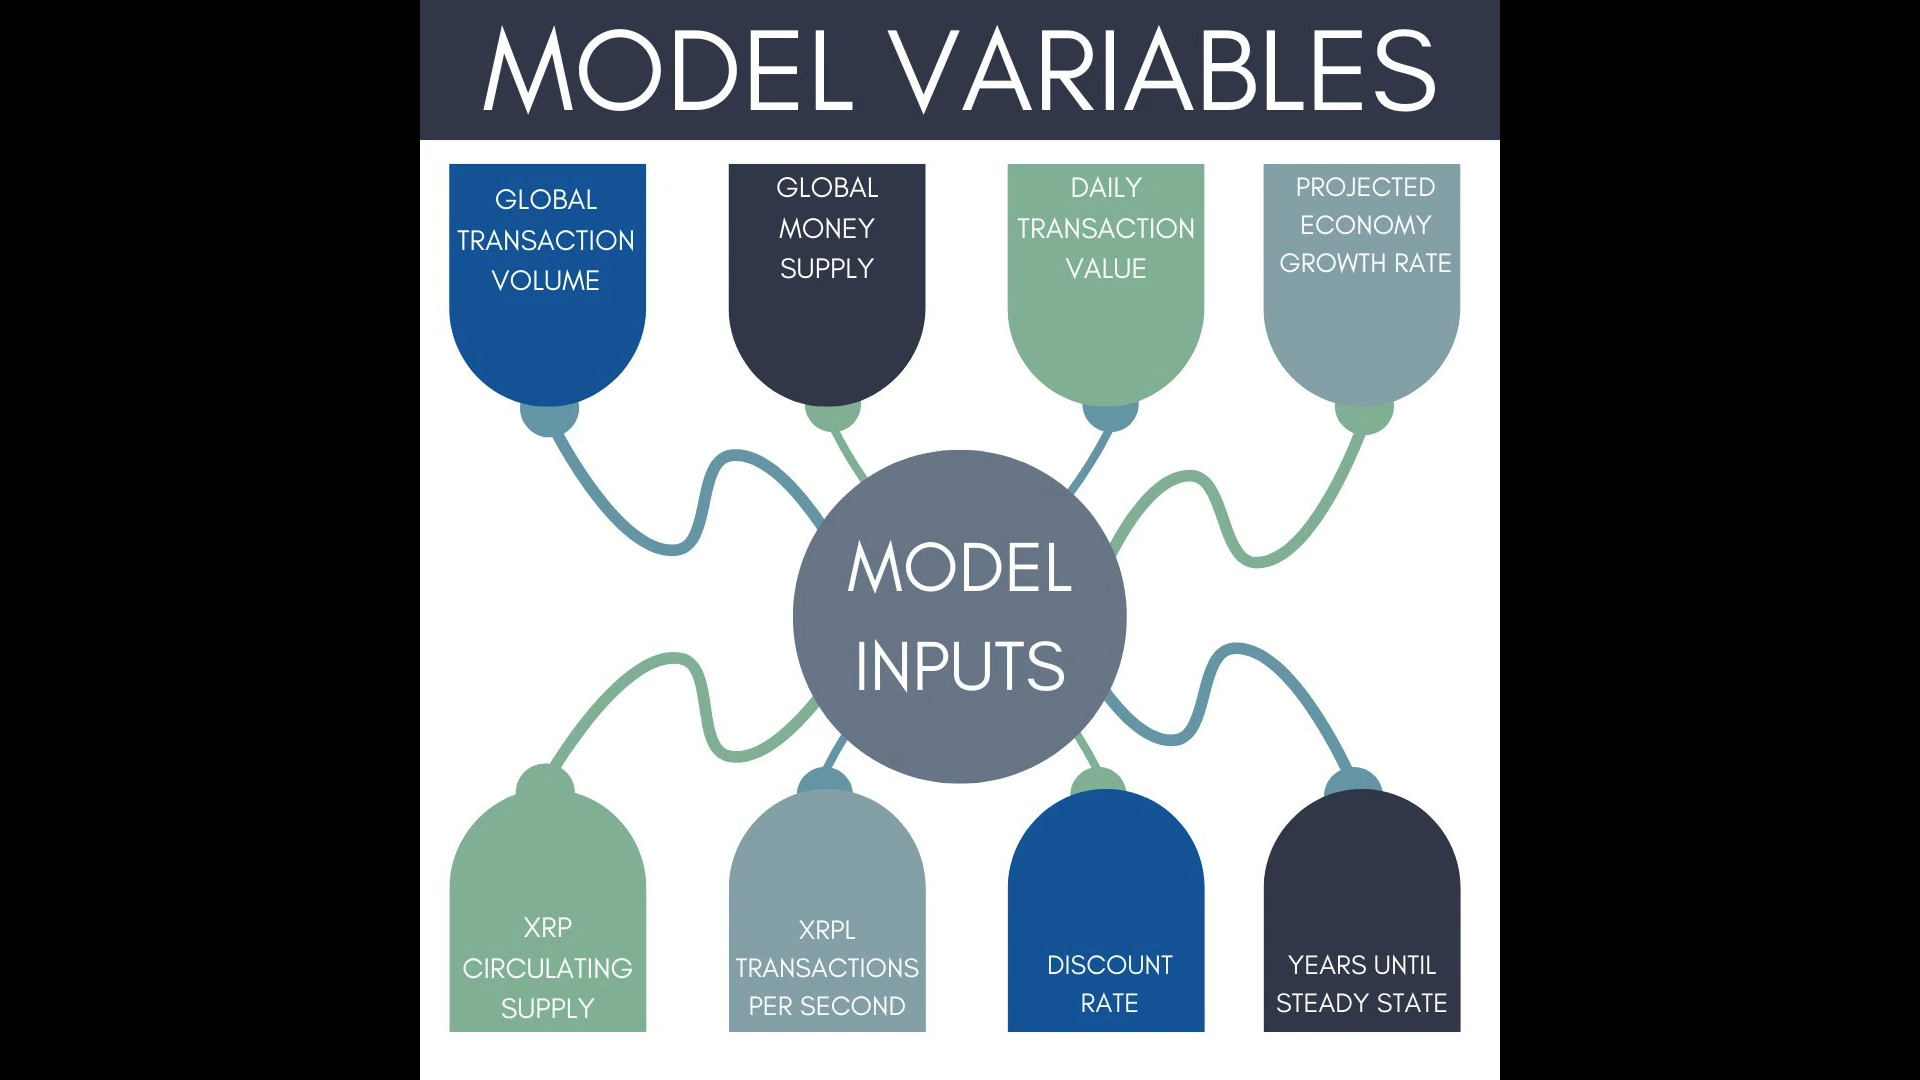 MODEL VARIABLES
GLOBAL
TRANSACTION
VOLUME
GLOBAL
MONEY
SUPPLY
DAILY
TRANSACTION
VALUE
PROJECTED
ECONOMY
GROWTH RATE
MODEL
INPUTS
XRP
CIRCULATING
SUPPLY
XRPL
TRANSACTIONS
PER SECOND
DISCOUNT
RATE
YEARS UNTIL
STEADY STATE